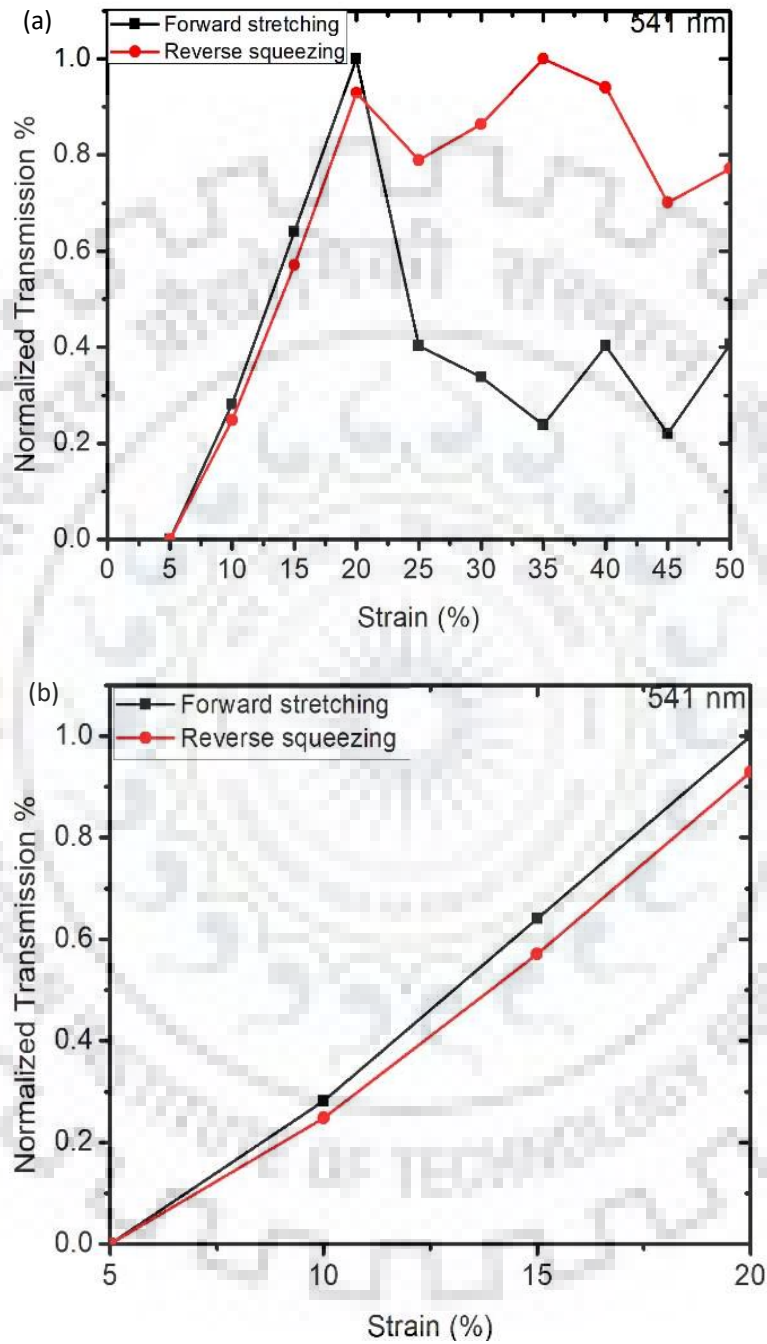 (a)
Forward stretching
Reverse squeezing
541 nm
Normalized Transmission %
1.0
0.8
0.6
0.4
0.2
0.0
0 5 10 15 20 25 30 35 40 45 50
Strain (%)
(b)
Forward stretching
Reverse squeezing
541 nm
Normalized Transmission %
1.0
0.8
0.6
0.4
0.2
0.0
5 10 15 20
Strain (%)
OF TECHNOLOGY